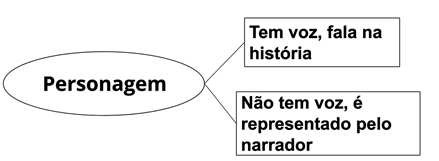 Tem voz, fala na
história
Personagem
Não tem voz, é
representado pelo
narrador